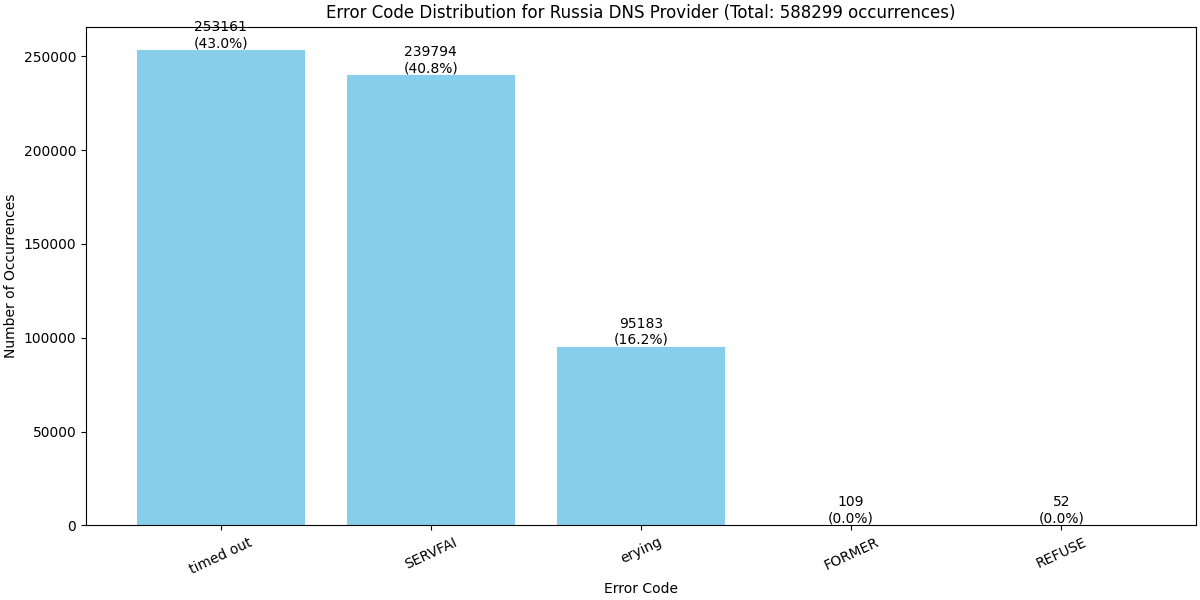 Error Code Distribution for Russia DNS Provider (Total: 588299 occurrences)
253161
(43.0%)
239794
(40.8%)
95183
(16.2%)
109
(0.0%)
52
(0.0%)
250000
200000
150000
100000
50000
0
Number of Occurrences
timed out
SERVFAI
erying
FORMER
REFUSE
Error Code